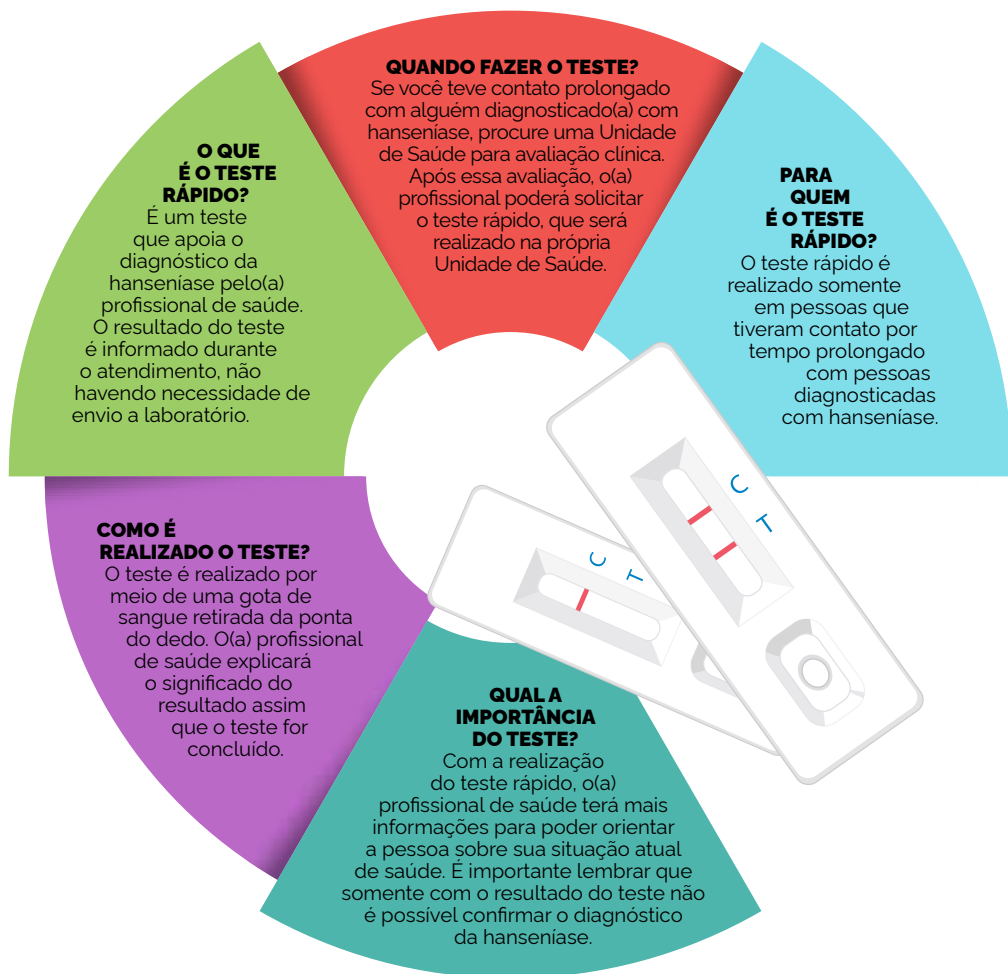 O QUE
É O TESTE
RÁPIDO?
É um teste
que apoia o
diagnóstico da
hanseníase pelo(a)
profissional de saúde.
O resultado do teste
é informado durante
o atendimento, não
havendo necessidade de
envio a laboratório.
QUANDO FAZER O TESTE?
Se você teve contato prolongado
com alguém diagnosticado(a) com
hanseníase, procure uma Unidade
de Saúde para avaliação clínica.
Após essa avaliação, o(a)
profissional poderá solicitar
o teste rápido, que será
realizado na própria
Unidade de Saúde.
PARA
QUEM
É O TESTE
RÁPIDO?
O teste rápido é
realizado somente
em pessoas que
tiveram contato por
tempo prolongado
com pessoas
diagnosticadas
com hanseníase.
COMO É
REALIZADO O TESTE?
O teste é realizado por
meio de uma gota de
sangue retirada da ponta
do dedo. O(a) profissional
de saúde explicará
o significado do
resultado assim
que o teste for
concluído.
QUAL A
IMPORTÂNCIA
DO TESTE?
Com a realização
do teste rápido, o(a)
profissional de saúde terá mais
informações para poder orientar
a pessoa sobre sua situação atual
de saúde. É importante lembrar que
somente com o resultado do teste não
é possível confirmar o diagnóstico
da hanseníase.
C
T
C
T